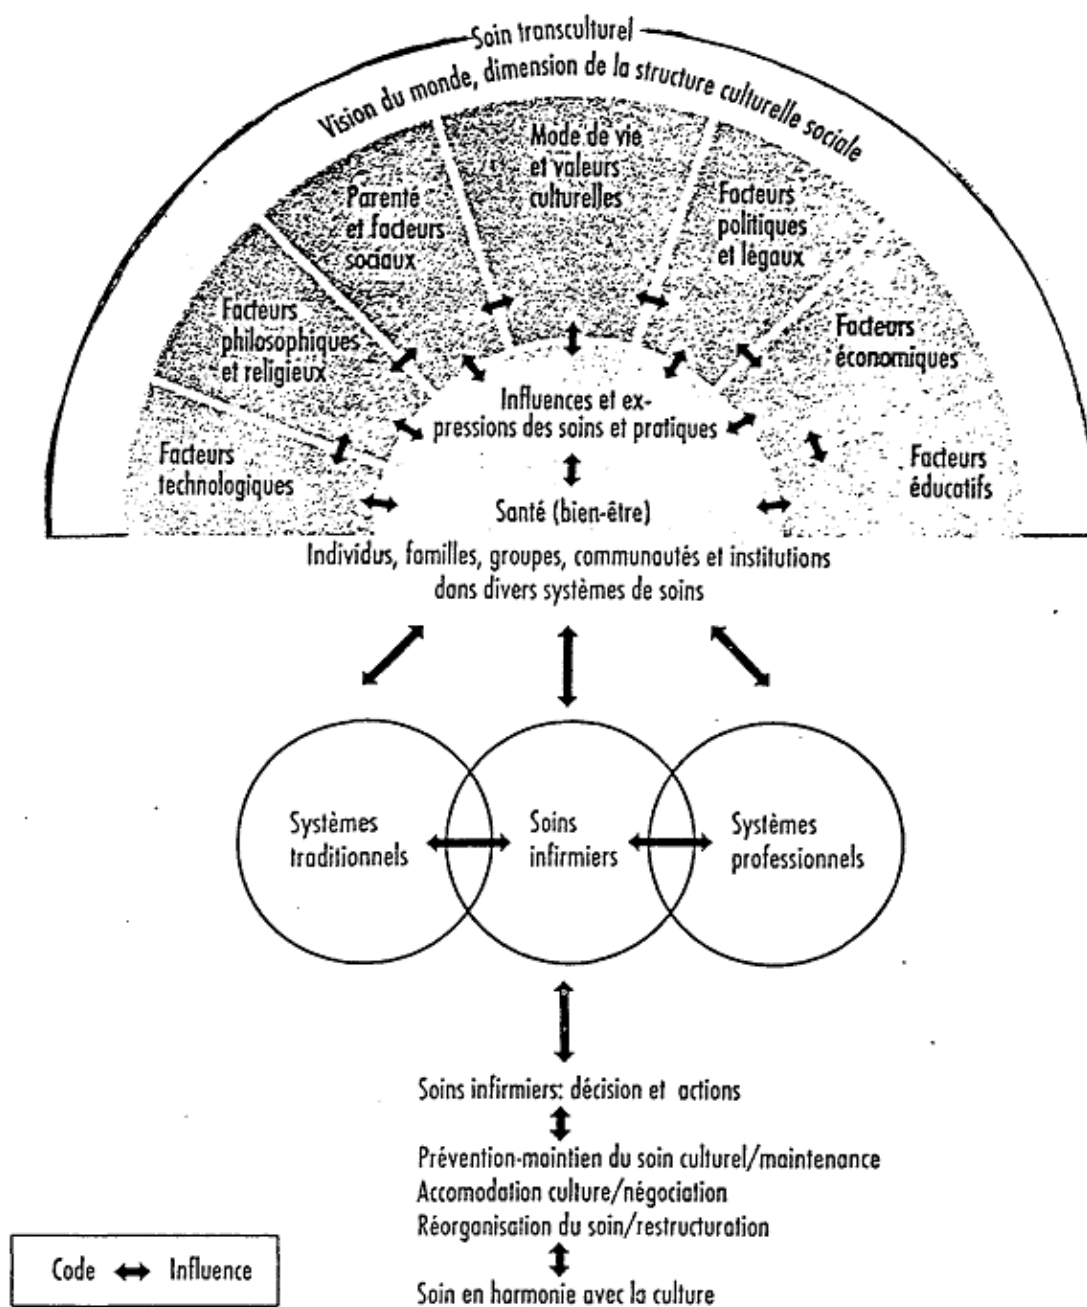 Soin transculturel
Vision du monde, dimension de la structure culturelle sociale
Mode de vie
et valeurs
culturelles
Parenté
et facteurs
sociaux
Facteurs
politiques
et légaux
Facteurs
philosophiques
et religieux
Facteurs
économiques
Facteurs
technologiques
Facteurs
éducatifs
Influences et ex-
pressions des soins et pratiques
Santé (bien-être)
Individus, familles, groupes, communautés et institutions
dans divers systèmes de soins
Systèmes
traditionnels
Soins
infirmiers
Systèmes
professionnels
Soins infirmiers: décision et actions
Prévention-maintien du soin culturel/maintenance
Accomodation culture/négociation
Réorganisation du soin/restructuration
Soin en harmonie avec la culture
Code ↔ Influence